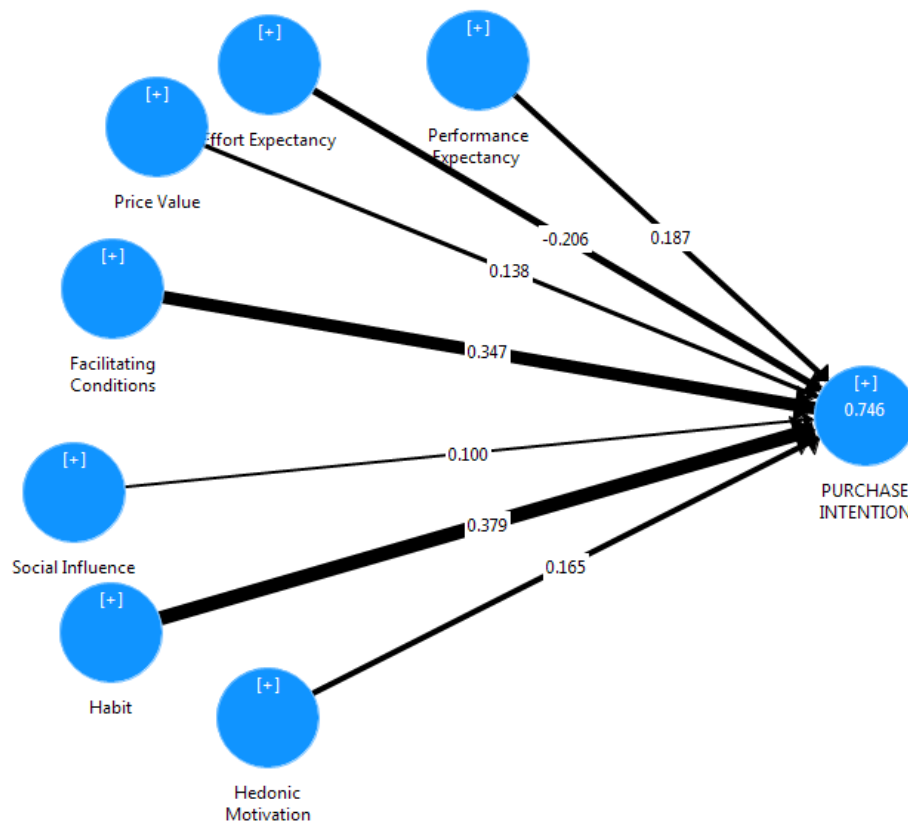 [+]
[+]
[+]
Effort Expectancy
Performance
Expectancy
Price Value
-0.206
0.187
[+]
0.138
0.347
Facilitating
Conditions
[+]
0.746
[+]
0.100
PURCHASE
INTENTION
0.379
Social Influence
0.165
[+]
Habit
[+]
Hedonic
Motivation